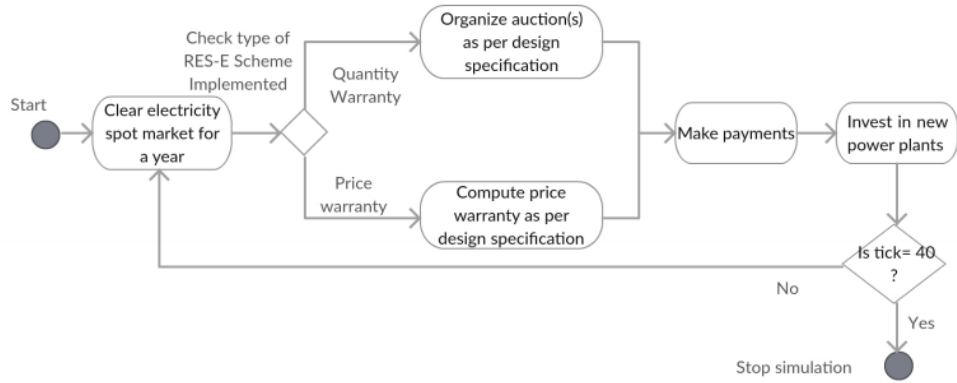 Start
Clear electricity
spot market for
a year
Check type of
RES-E Scheme
Implemented
Quantity
Warranty
Organize auction(s)
as per design
specification
Price
warranty
Compute price
warranty as per
design specification
Make payments
Invest in new
power plants
Is tick= 40
?
No
Yes
Stop simulation